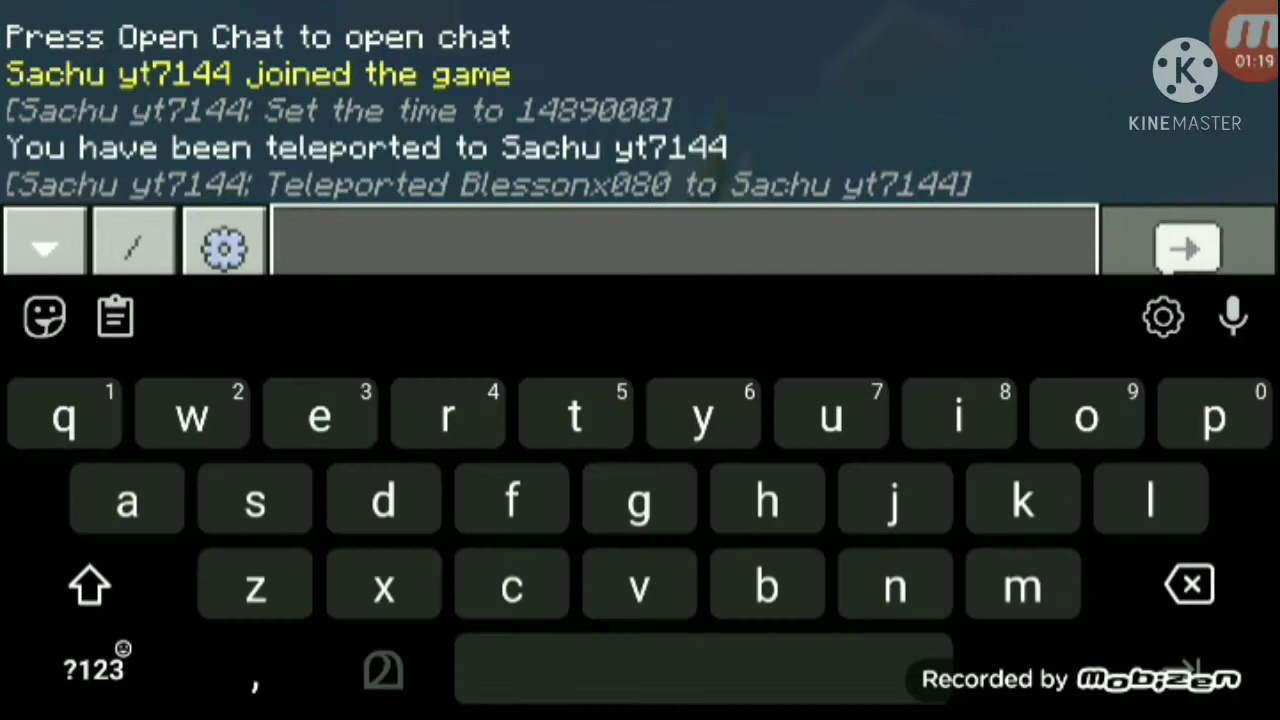 Press Open Chat to open chat
Sachu yt7144 joined the game
[Sachu yt7144: Set the time to 1489000]
You have been teleported to Sachu yt7144
[Sachu yt7144: Teleported Blessonx080 to Sachu yt7144]
01:19
K
KINEMASTER
/
1 2 3 4 5 6 7 8 9 0
q w e r t y u i o p
a s d f g h j k l
z x c v b n m
?123 , മ
Recorded by mobizen